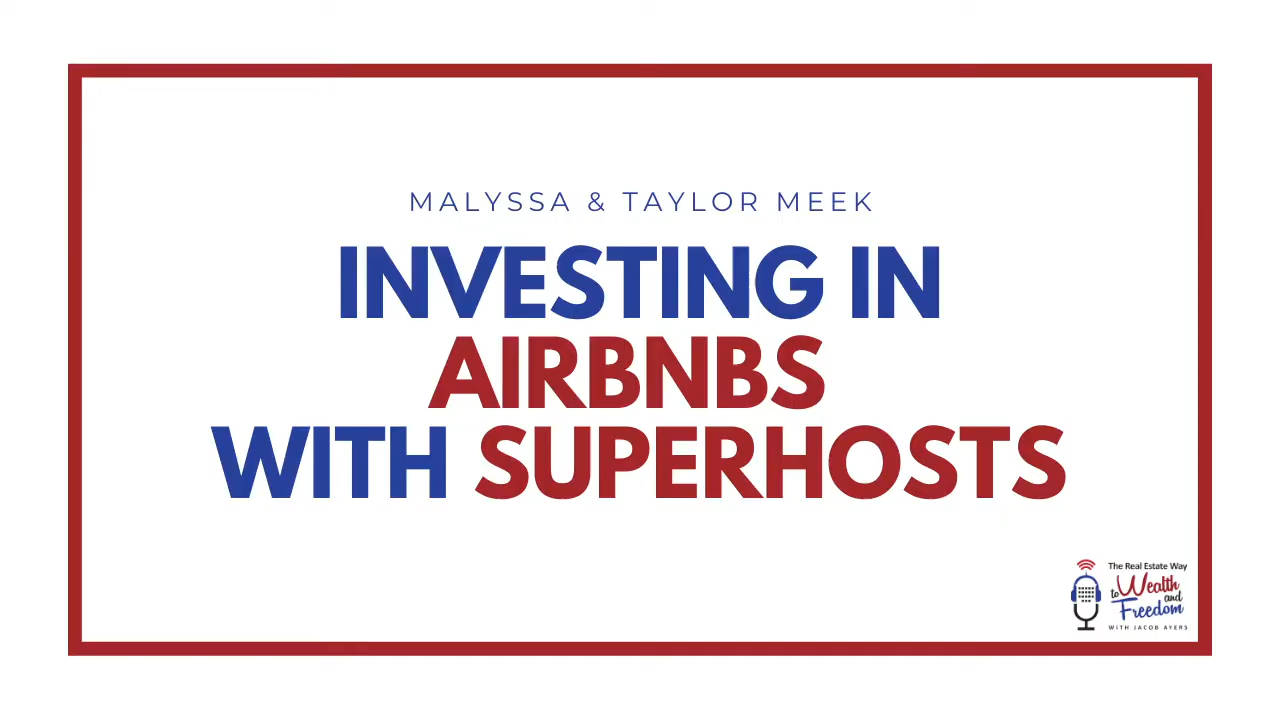 MALYSSA & TAYLOR MEEK
INVESTING IN
AIRBNBS
WITH SUPERHOSTS
The Real Estate Way
to Wealth
and
Freedom
WITH JACOB AYERS